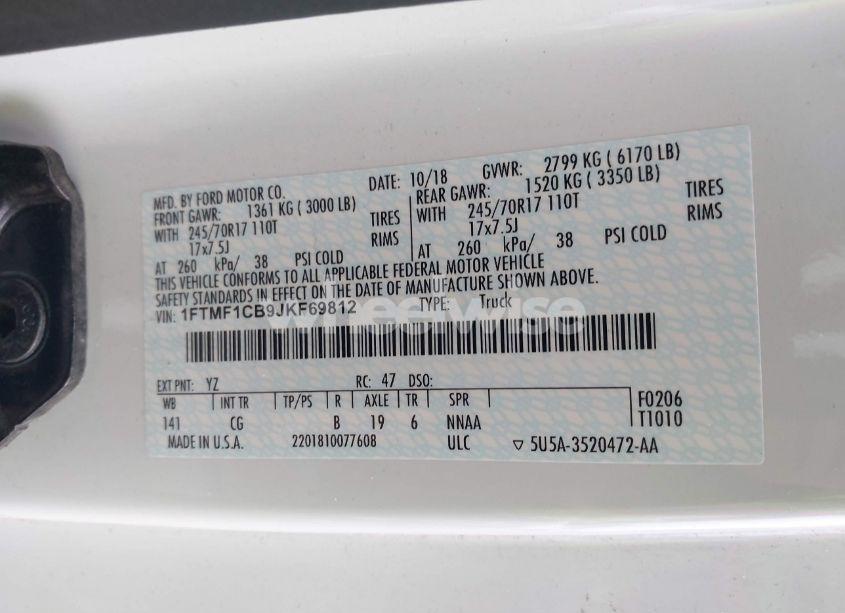 MFD. BY FORD MOTOR CO.
DATE: 10/18 GVWR: 2799 KG ( 6170 LB)
FRONT GAWR: 1361 KG ( 3000 LB) REAR GAWR: 1520 KG ( 3350 LB)
WITH 245/70R17 110T TIRES WITH 245/70R17 110T TIRES
17x7.5J RIMS 17x7.5J RIMS
AT 260 kPa/ 38 PSI COLD AT 260 kPa/ 38 PSI COLD
THIS VEHICLE CONFORMS TO ALL APPLICABLE FEDERAL MOTOR VEHICLE
SAFETY STANDARDS IN EFFECT ON THE DATE OF MANUFACTURE SHOWN ABOVE.
VIN: 1FTMF1CB9JKF69812 TYPE: Truck
wheelwise
EXT PNT: YZ RC: 47 DSO:
WB INT TR TP/PS R AXLE TR SPR F0206
141 CG B 19 6 NNAA T1010
MADE IN U.S.A. 2201810077608 ULC ▽ 5U5A-3520472-AA